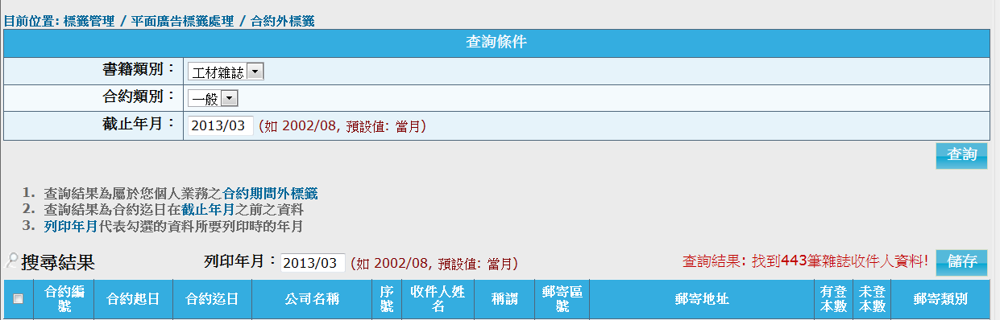 目前位置: 標籤管理 / 平面廣告標籤處理 / 合約外標籤
查詢條件
書籍類別： 工材雜誌
合約類別： 一般
截止年月： 2013/03 (如 2002/08, 預設值: 當月)
查詢
1. 查詢結果為屬於您個人業務之合約期間外標籤
2. 查詢結果為合約迄日在截止年月之前之資料
3. 列印年月代表勾選的資料所要列印時的年月
搜尋結果 列印年月： 2013/03 (如 2002/08, 預設值: 當月) 查詢結果: 找到443筆雜誌收件人資料! 儲存
合約編號 合約起日 合約迄日 公司名稱 序號 收件人姓名 稱謂 郵寄區號 郵寄地址 有登本數 未登本數 郵寄類別